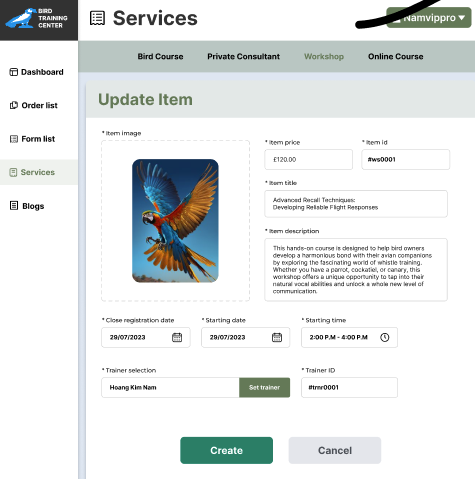 BIRD
TRAINING
CENTER
Services
Namvippro
Bird Course
Private Consultant
Workshop
Online Course
Dashboard
Order list
Form list
Services
Blogs
Update Item
* Item image
* Item price
* Item Id
£120.00
#ws0001
* Item title
Advanced Recall Techniques:
Developing Reliable Flight Responses
* Item description
This hands-on course is designed to help bird owners
develop a harmonious bond with their avian companions
by exploring the fascinating world of whistle training.
Whether you have a parrot, cockatiel, or canary, this
workshop offers a unique opportunity to tap into their
natural vocal abilities and unlock a whole new level of
communication.
* Close registration date
* Starting date
* Starting time
29/07/2023
29/07/2023
2:00 P.M - 4:00 P.M
* Trainer selection
* Trainer ID
Hoang Kim Nam
Set trainer
#trnr0001
Create
Cancel